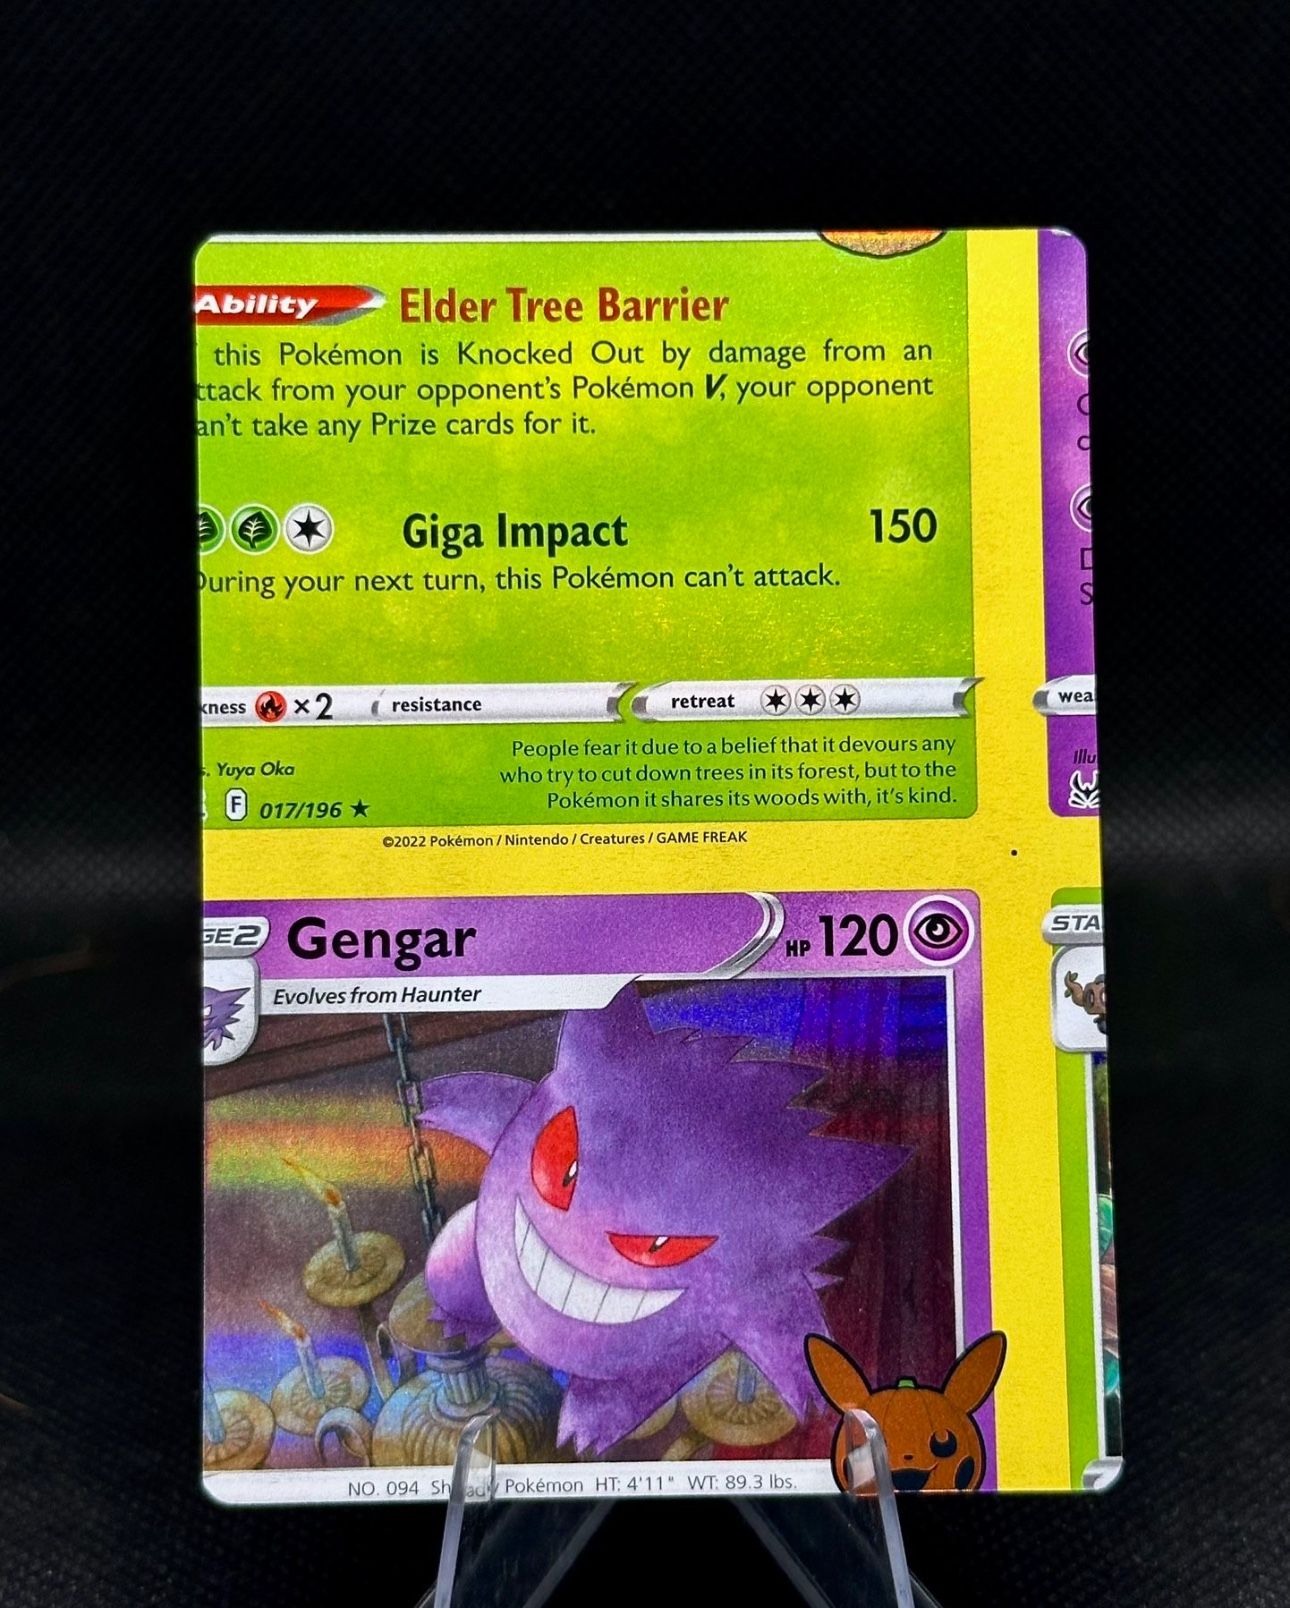 Ability Elder Tree Barrier
this Pokémon is Knocked Out by damage from an
ttack from your opponent's Pokémon V, your opponent
an't take any Prize cards for it.
Giga Impact 150
During your next turn, this Pokémon can't attack.
kness ×2 resistance retreat
wea
People fear it due to a belief that it devours any
s. Yuya Oka
who try to cut down trees in its forest, but to the
Illu
Pokémon it shares its woods with, it's kind.
F 017/196
©2022 Pokémon / Nintendo / Creatures / GAME FREAK
GE2 Gengar HP 120
STA
Evolves from Haunter
NO. 094 Shadow Pokémon HT: 4'11" WT: 89.3 lbs.